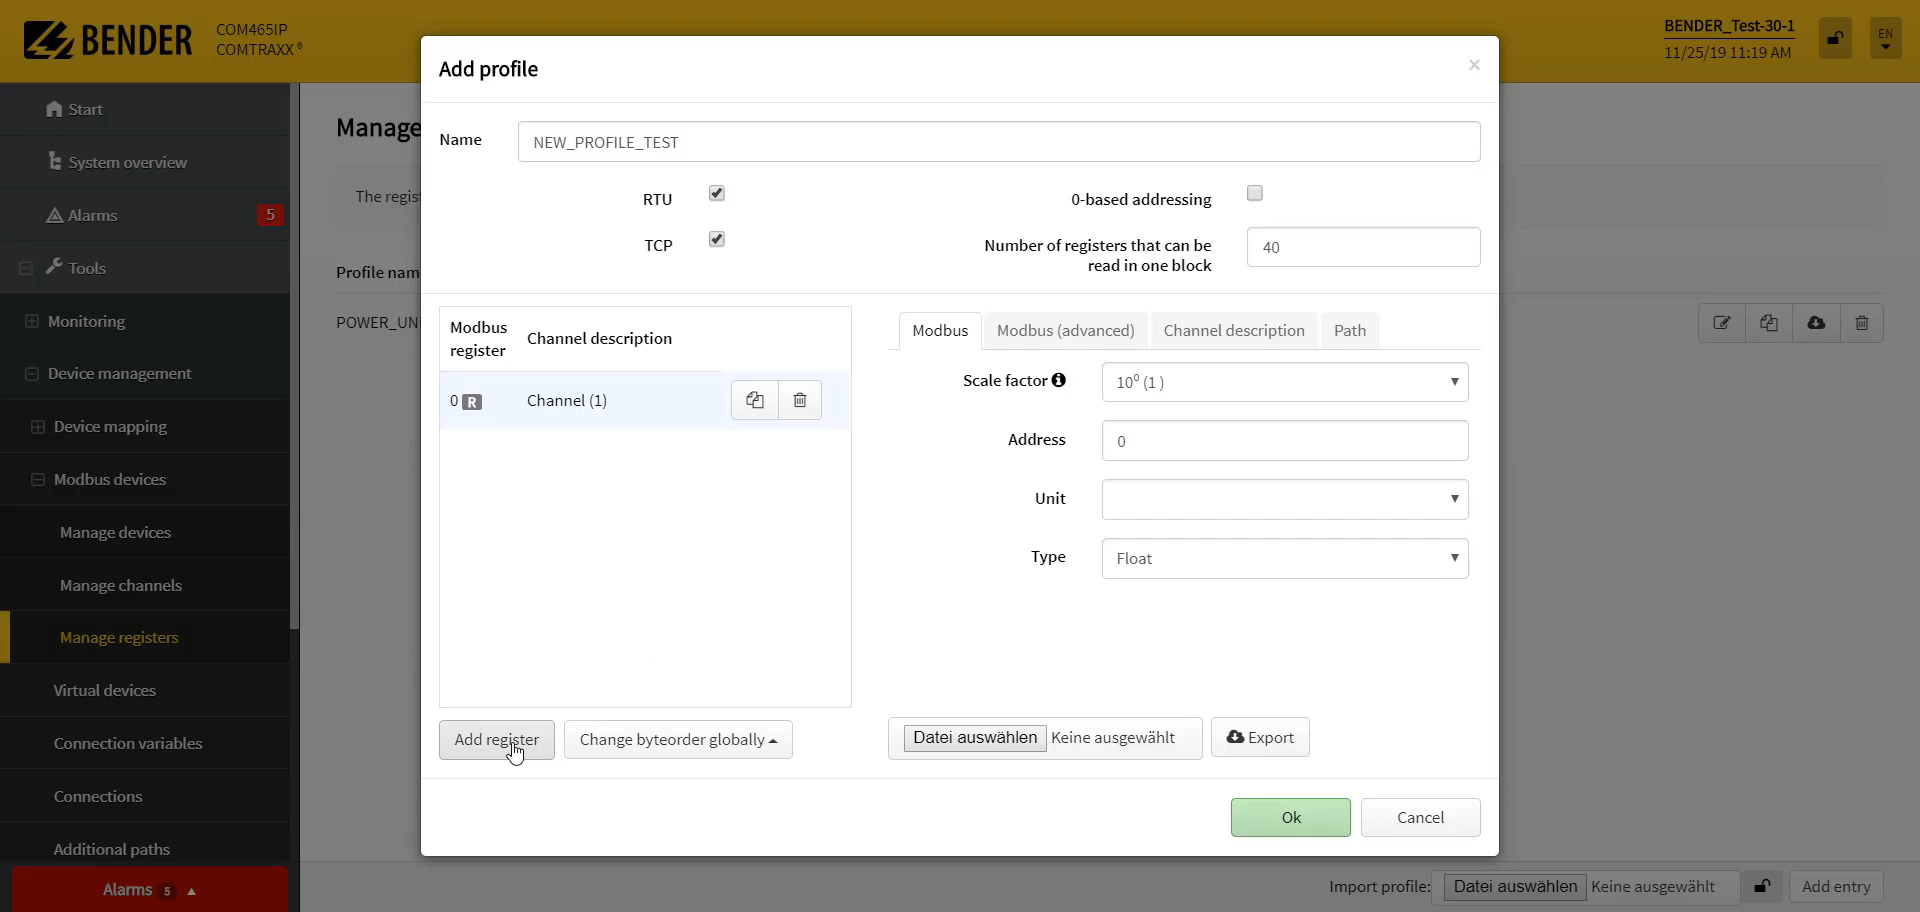 BENDER
COM465IP
COMTRAXX®
BENDER_Test-30-1
11/25/19 11:19 AM
EN
Start
System overview
Alarms 5
Tools
Monitoring
Device management
Device mapping
Modbus devices
Manage devices
Manage channels
Manage registers
Virtual devices
Connection variables
Connections
Additional paths
Alarms 5
Manage
The regis
Profile nam
POWER_UN
Add profile
×
Name NEW_PROFILE_TEST
RTU
0-based addressing
TCP
Number of registers that can be
read in one block
40
Modbus
register
Channel description
0 R Channel (1)
Modbus Modbus (advanced) Channel description Path
Scale factor 10⁰ (1)
Address 0
Unit
Type Float
Add register Change byteorder globally
Datei auswählen Keine ausgewählt Export
Ok Cancel
Import profile: Datei auswählen Keine ausgewählt Add entry